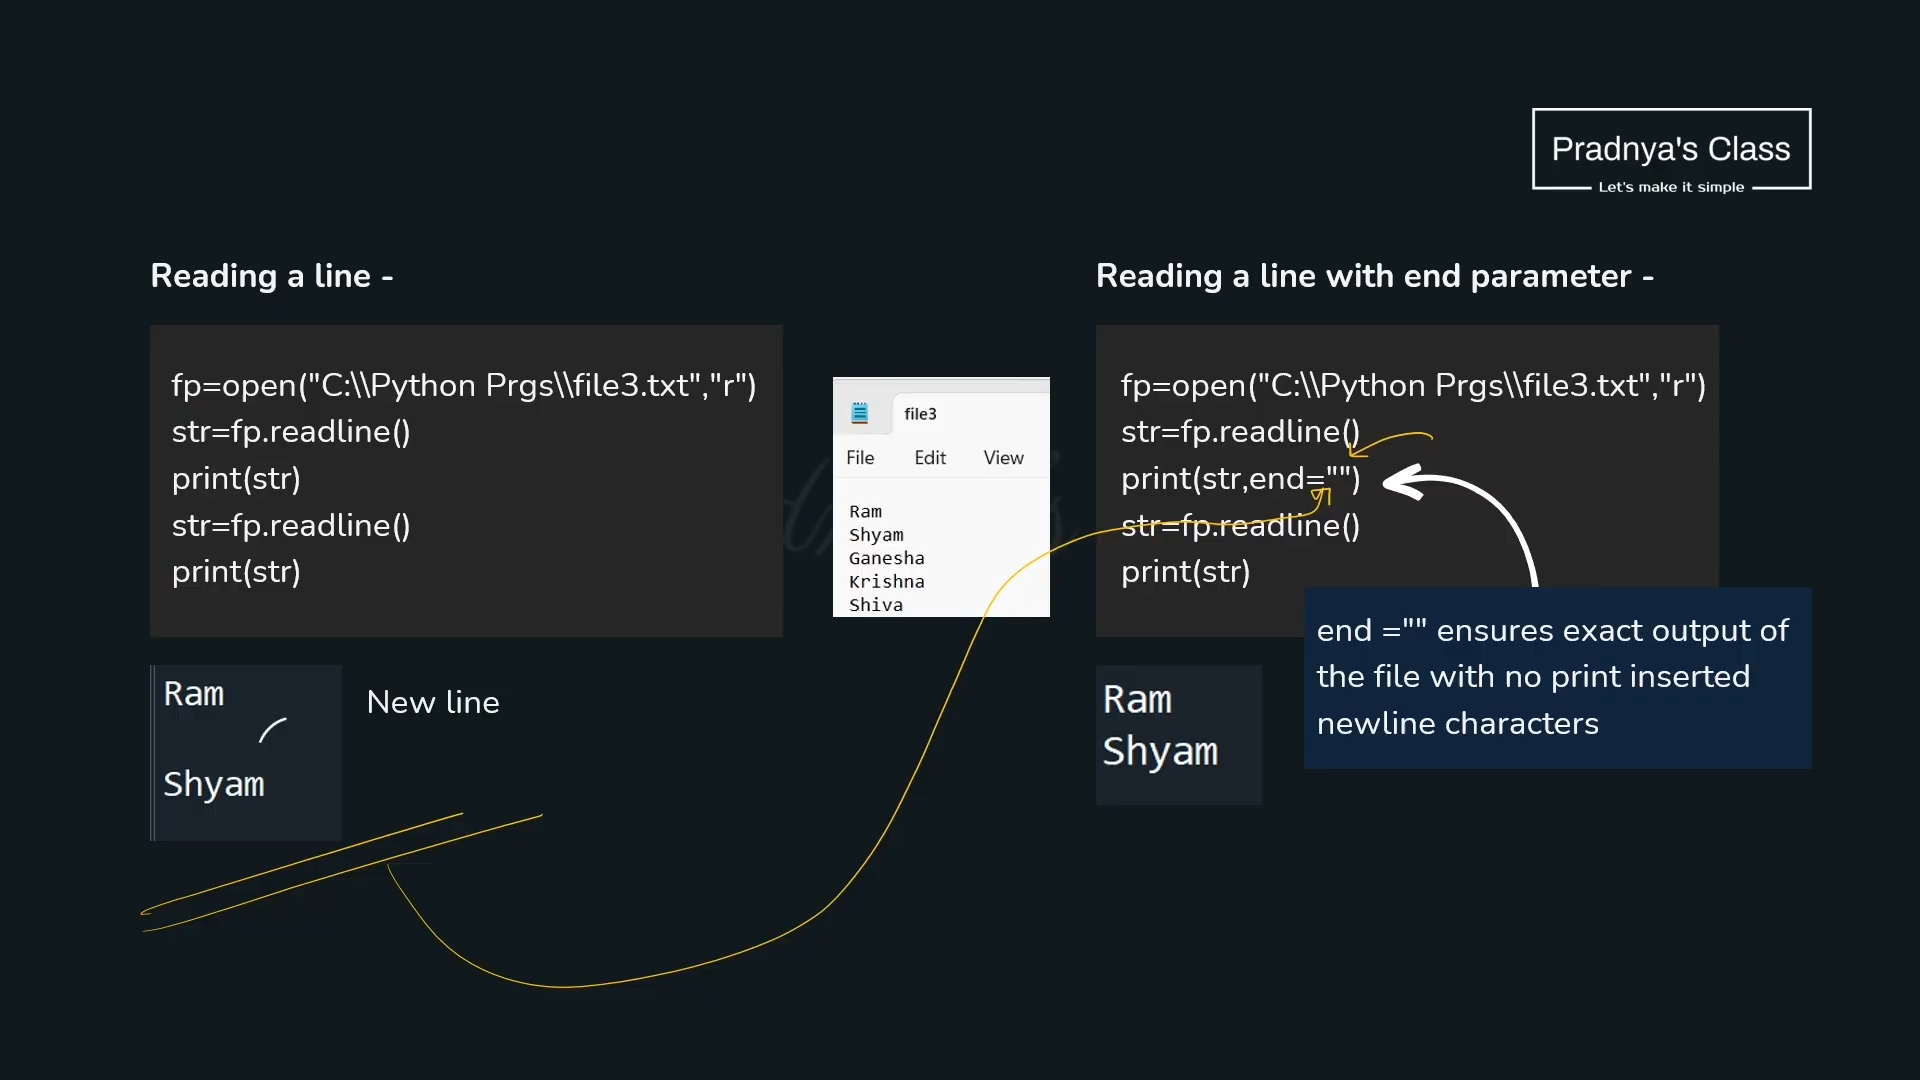 Pradnya's Class
Let's make it simple
Reading a line -
fp=open("C:\\Python Prgs\\file3.txt","r")
str=fp.readline()
print(str)
str=fp.readline()
print(str)
Ram
Shyam
New line
file3
File Edit View
Ram
Shyam
Ganesha
Krishna
Shiva
Reading a line with end parameter -
fp=open("C:\\Python Prgs\\file3.txt","r")
str=fp.readline()
print(str,end="")
str=fp.readline()
print(str)
end ="" ensures exact output of
the file with no print inserted
newline characters
Ram
Shyam